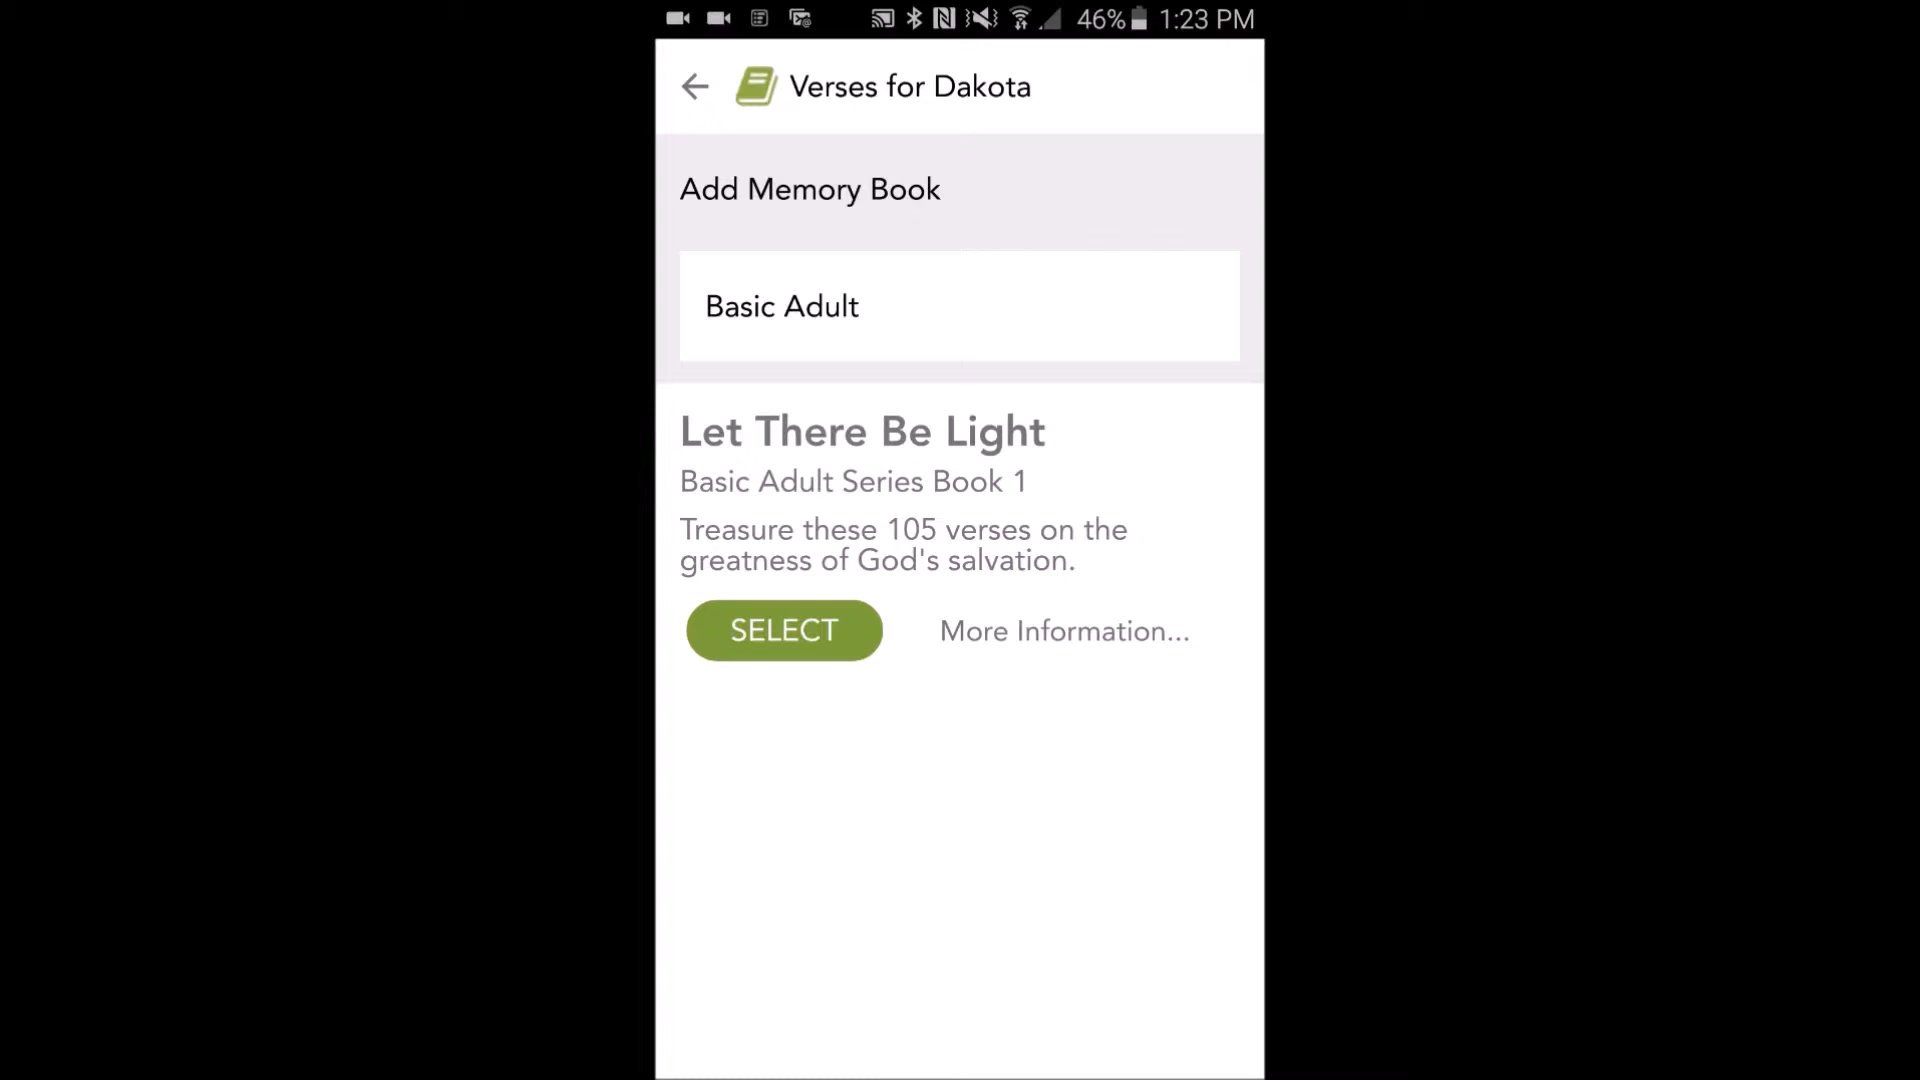 46% 1:23 PM
Verses for Dakota
Add Memory Book
Basic Adult
Let There Be Light
Basic Adult Series Book 1
Treasure these 105 verses on the
greatness of God's salvation.
SELECT More Information...